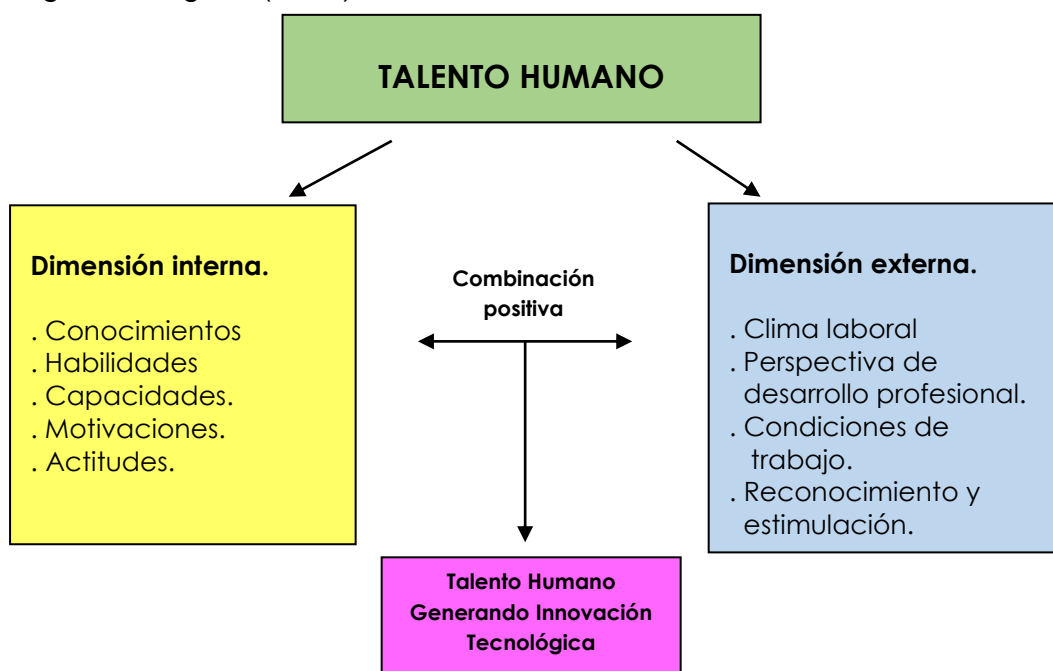 TALENTO HUMANO
Dimensión interna.
. Conocimientos
. Habilidades
. Capacidades.
. Motivaciones.
. Actitudes.
Combinación
positiva
Dimensión externa.
. Clima laboral
. Perspectiva de
desarrollo profesional.
. Condiciones de
trabajo.
. Reconocimiento y
estimulación.
Talento Humano
Generando Innovación
Tecnológica